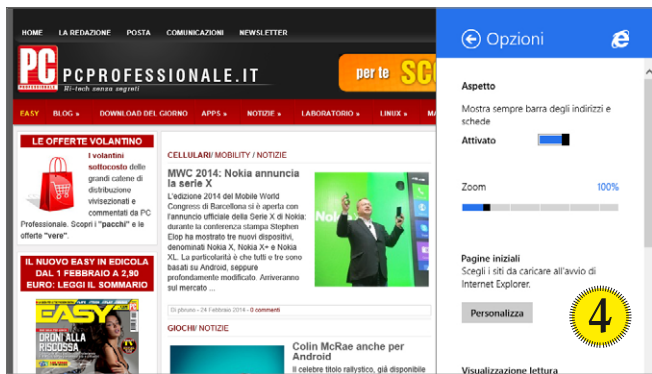 HOME LA REDAZIONE POSTA COMUNICAZIONI NEWSLETTER
PC
PROFESSIONALE
PCPROFESSIONALE.IT
Hi-tech senza segreti
per te SCO
EASY BLOG » DOWNLOAD DEL GIORNO APPS » NOTIZIE » LABORATORIO » LINUX » MA
LE OFFERTE VOLANTINO
I volantini
sottocosto delle
grandi catene di
distribuzione
vivisezionati e
commentati da PC
Professionale. Scopri i "pacchi" e le
offerte "vere".
IL NUOVO EASY IN EDICOLA
DAL 1 FEBBRAIO A 2,90
EURO: LEGGI IL SOMMARIO
EASY
DRONI ALLA
RISCOSSA
CELLULARI/ MOBILITY / NOTIZIE
MWC 2014: Nokia annuncia
la serie X
L'edizione 2014 del Mobile World
Congress di Barcellona si è aperta con
l'annuncio ufficiale della Serie X di Nokia:
durante la conferenza stampa Stephen
Elop ha mostrato tre nuovi dispositivi,
denominati Nokia X, Nokia X+ e Nokia
XL. La particolarità è che tutti e tre sono
basati su Android, seppure
profondamente modificato. Arriveranno
sul mercato ...
Di pbruno - 24 Febbraio 2014 - 0 commenti
GIOCHI/ NOTIZIE
Colin McRae anche per
Android
Il celebre titolo rallystico, già disponibile
Opzioni
Aspetto
Mostra sempre barra degli indirizzi e
schede
Attivato
Zoom 100%
Pagine iniziali
Scegli i siti da caricare all'avvio di
Internet Explorer.
Personalizza
4
Visualizzazione lettura